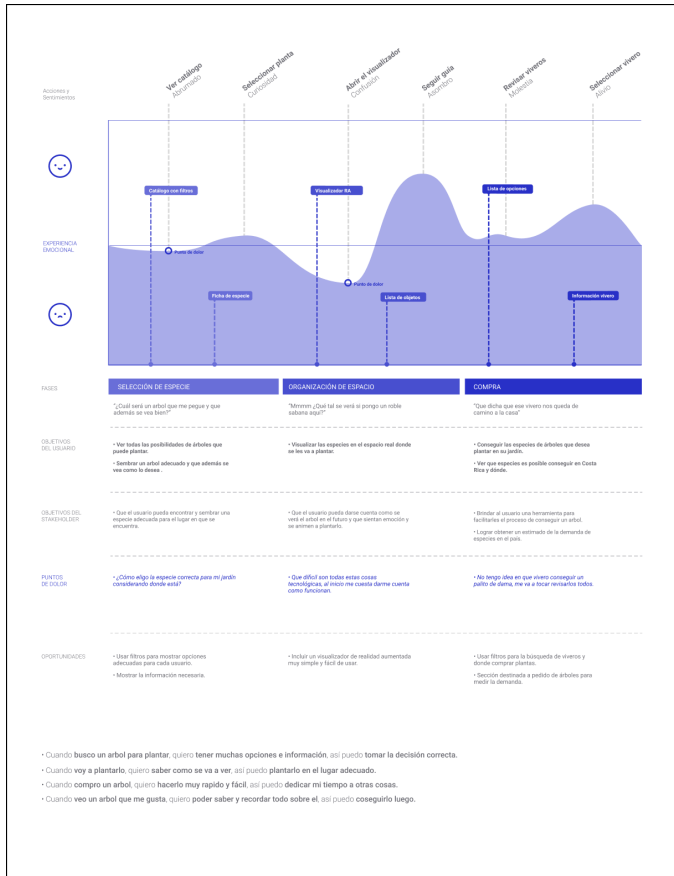 Acciones y
Sentimientos
Ver catálogo
Abrumado
Seleccionar planta
Curiosidad
Abrir el visualizador
Confusión
Seguir guía
Asombro
Revisar viveros
Molestia
Seleccionar vivero
Alivio
Catálogo con filtros
Visualizador RA
Lista de opciones
EXPERIENCIA
EMOCIONAL
Punto de dolor
Punto de dolor
Ficha de especie
Lista de objetos
Información vivero
FASES
SELECCIÓN DE ESPECIE
ORGANIZACIÓN DE ESPACIO
COMPRA
"¿Cuál será un arbol que me pegue y que
además se vea bien?"
"Mmmm ¿Qué tal se verá si pongo un roble
sabana aquí?"
"Que dicha que ese vivero nos queda de
camino a la casa"
OBJETIVOS
DEL USUARIO
• Ver todas las posibilidades de árboles que
puede plantar.
• Sembrar un arbol adecuado y que además se
vea como lo desea .
• Visualizar las especies en el espacio real donde
se les va a plantar.
• Conseguir las especies de árboles que desea
plantar en su jardín.
• Ver que especies es posible conseguir en Costa
Rica y dónde.
OBJETIVOS DEL
STAKEHOLDER
• Que el usuario pueda encontrar y sembrar una
especie adecuada para el lugar en que se
encuentra.
• Que el usuario pueda darse cuenta como se
verá el arbol en el futuro y que sientan emoción y
se animen a plantarlo.
• Brindar al usuario una herramienta para
facilitarles el proceso de conseguir un arbol.
• Lograr obtener un estimado de la demanda de
especies en el país.
PUNTOS
DE DOLOR
• ¿Cómo eligo la especie correcta para mi jardín
considerando donde está?
• Que difícil son todas estas cosas
tecnológicas, al inicio me cuesta darme cuenta
como funcionan.
• No tengo idea en que vivero conseguir un
palito de dama, me va a tocar revisarlos todos.
OPORTUNIDADES
• Usar filtros para mostrar opciones
adecuadas para cada usuario.
• Mostrar la información necesaria.
• Incluir un visualizador de realidad aumentada
muy simple y fácil de usar.
• Usar filtros para la búsqueda de viveros y
donde comprar plantas.
• Sección destinada a pedido de árboles para
medir la demanda.
• Cuando busco un arbol para plantar, quiero tener muchas opciones e información, así puedo tomar la decisión correcta.
• Cuando voy a plantarlo, quiero saber como se va a ver, así puedo plantarlo en el lugar adecuado.
• Cuando compro un arbol, quiero hacerlo muy rapido y fácil, así puedo dedicar mi tiempo a otras cosas.
• Cuando veo un arbol que me gusta, quiero poder saber y recordar todo sobre el, así puedo coseguirlo luego.